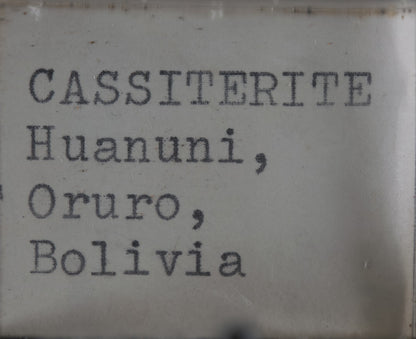 CASSITERITE
Huanuni,
Oruro,
Bolivia